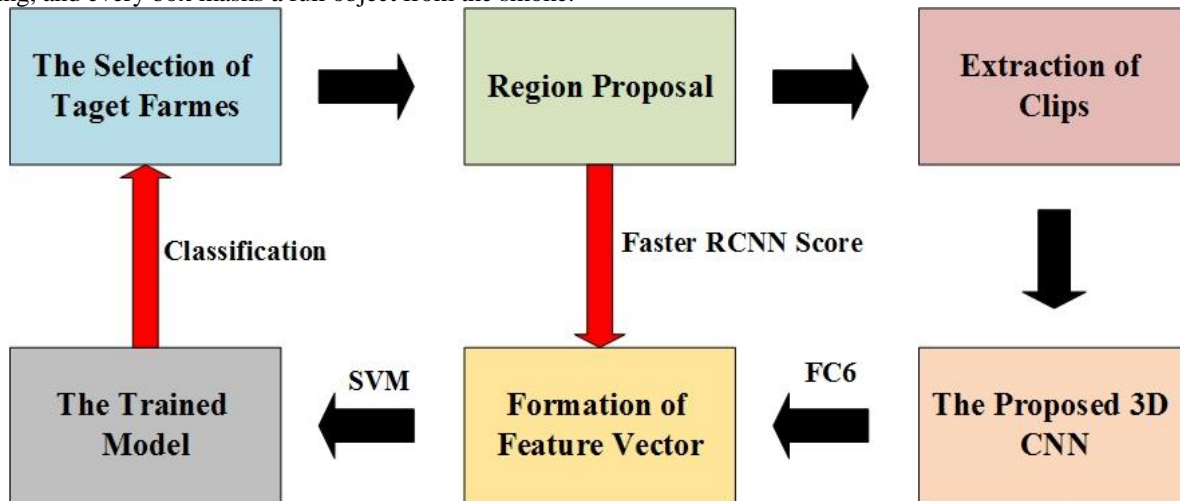 The Selection of
Taget Farmes
Region Proposal
Extraction of
Clips
Classification
Faster RCNN Score
SVM
FC6
The Trained
Model
Formation of
Feature Vector
The Proposed 3D
CNN